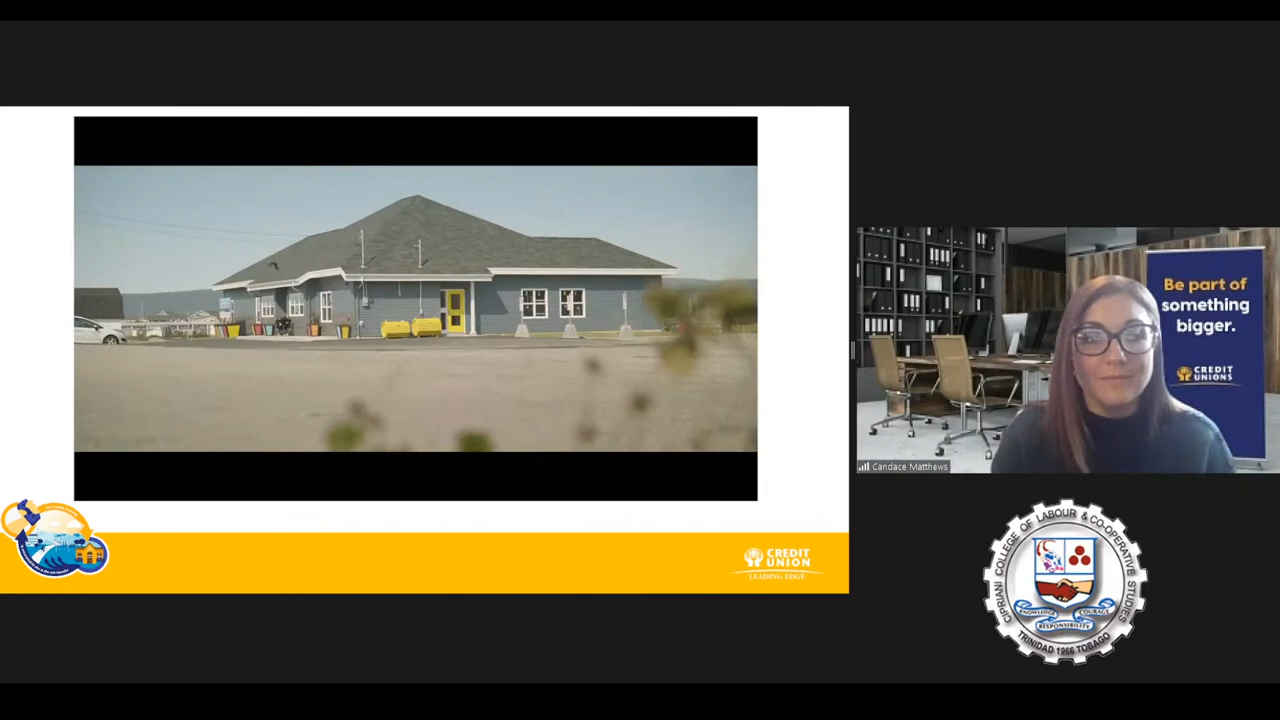 Be part of
something
bigger.
CREDIT
UNIONS
Candace Matthews
CREDIT
UNION
LEADING EDGE
CIPRIANI COLLEGE OF LABOUR & CO-OPERATIVE STUDIES
KNOWLEDGE
COURAGE
RESPONSIBILITY
TRINIDAD 1966 TOBAGO